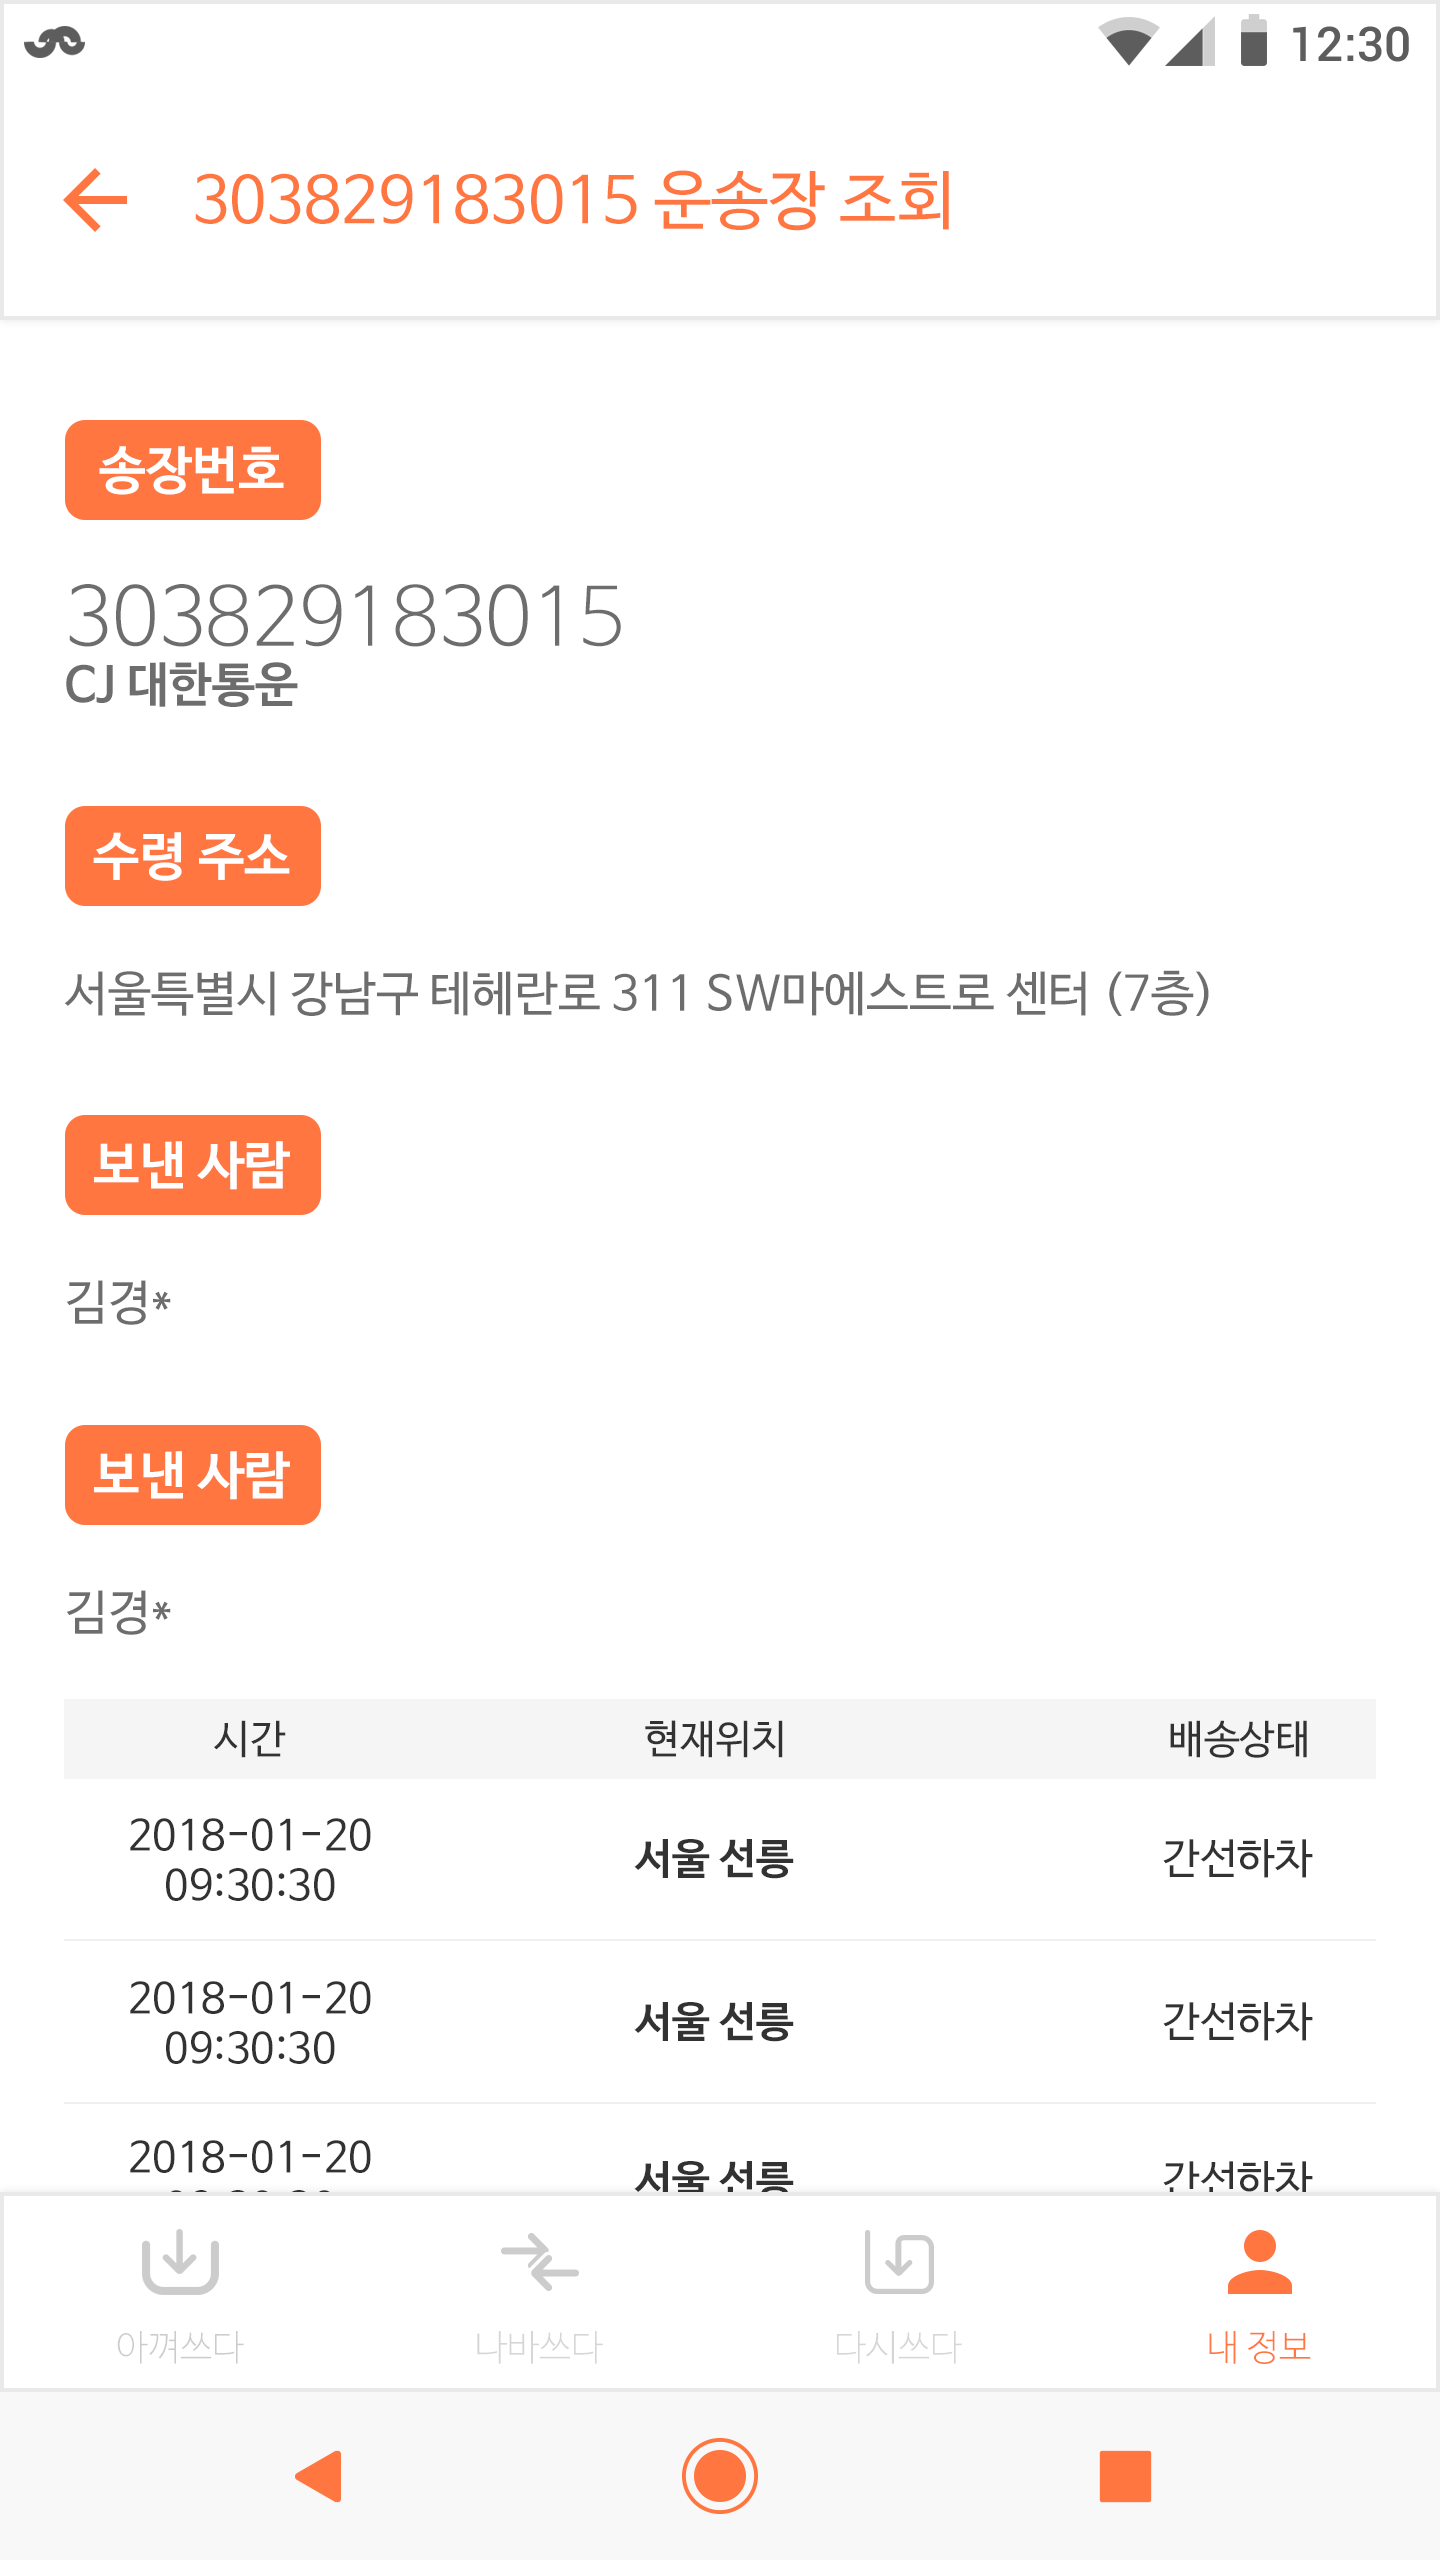 12:30
303829183015 운송장 조회
송장번호
303829183015
CJ 대한통운
수령 주소
서울특별시 강남구 테헤란로 311 SW마에스트로 센터 (7층)
보낸 사람
김경*
보낸 사람
김경*
시간 현재위치 배송상태
2018-01-20
09:30:30 서울 선릉 간선하차
2018-01-20
09:30:30 서울 선릉 간선하차
2018-01-20
서울 선릉 간선하차
아껴쓰다 나바쓰다 다시쓰다 내 정보